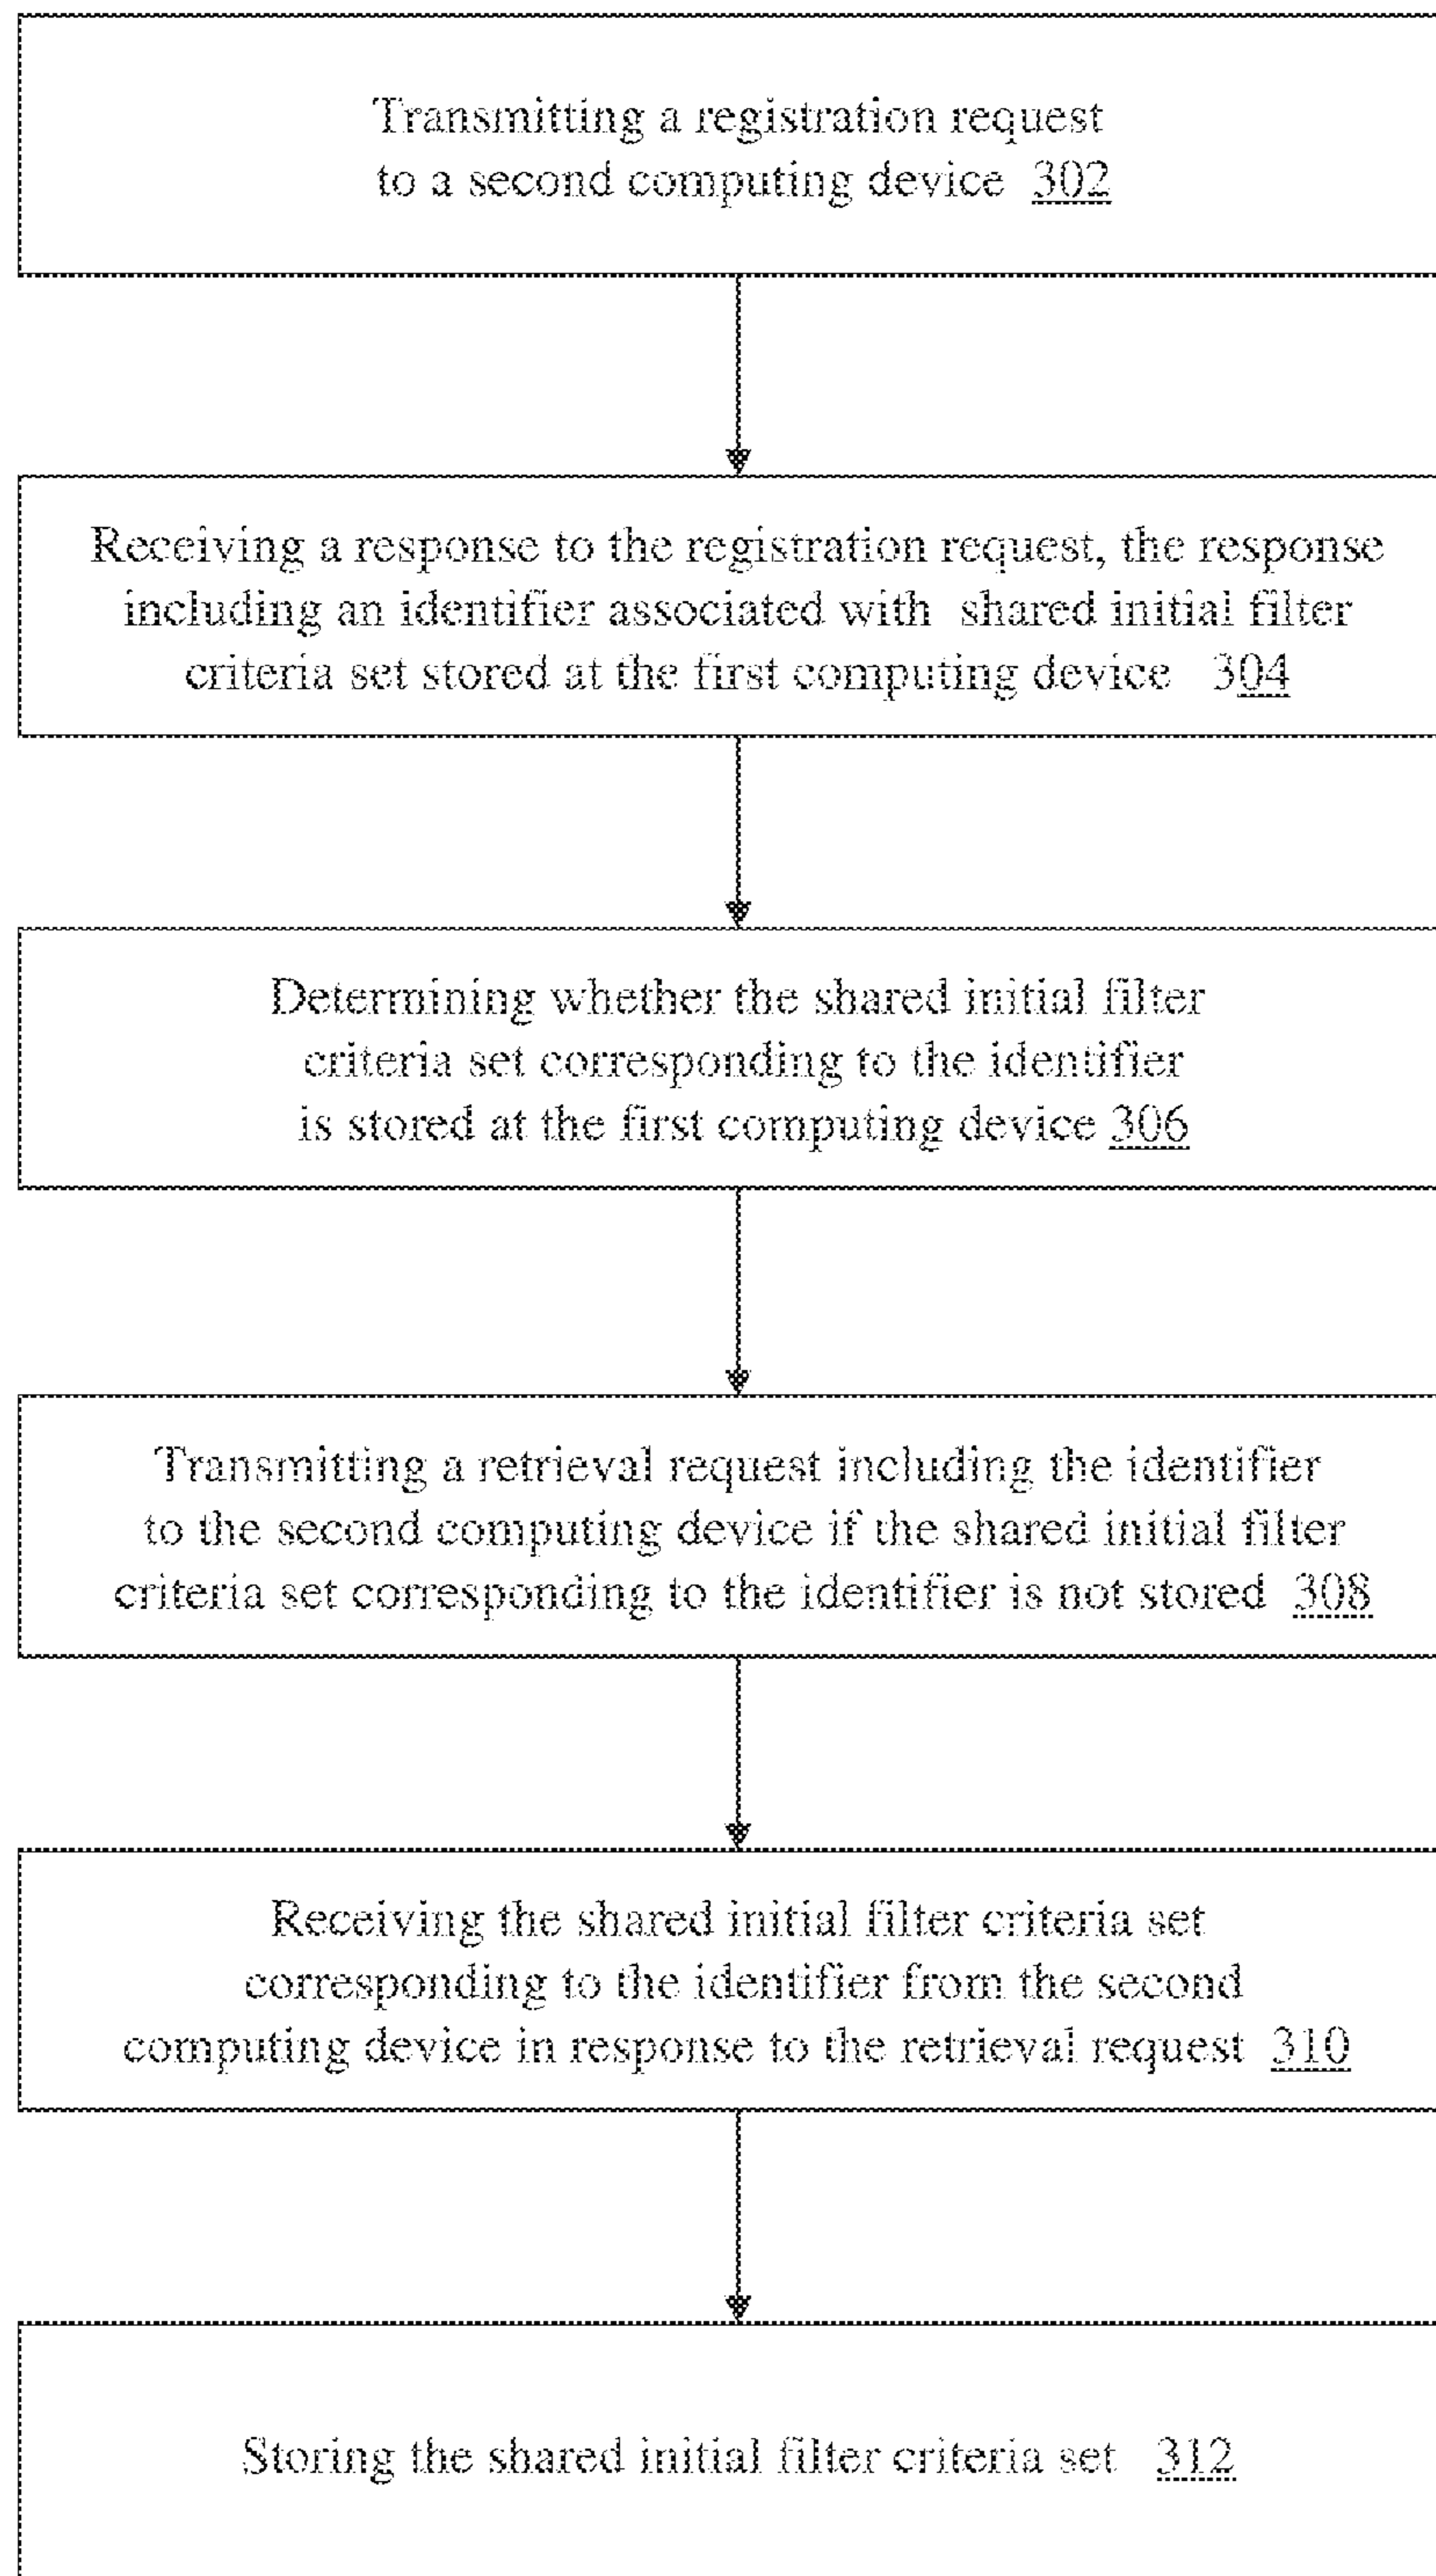 Transmitting a registration request
to a second computing device 302
Receiving a response to the registration request, the response
including an identifier associated with shared initial filter
criteria set stored at the first computing device 304
Determining whether the shared initial filter
criteria set corresponding to the identifier
is stored at the first computing device 306
Transmitting a retrieval request including the identifier
to the second computing device if the shared initial filter
criteria set corresponding to the identifier is not stored 308
Receiving the shared initial filter criteria set
corresponding to the identifier from the second
computing device in response to the retrieval request 310
Storing the shared initial filter criteria set 312